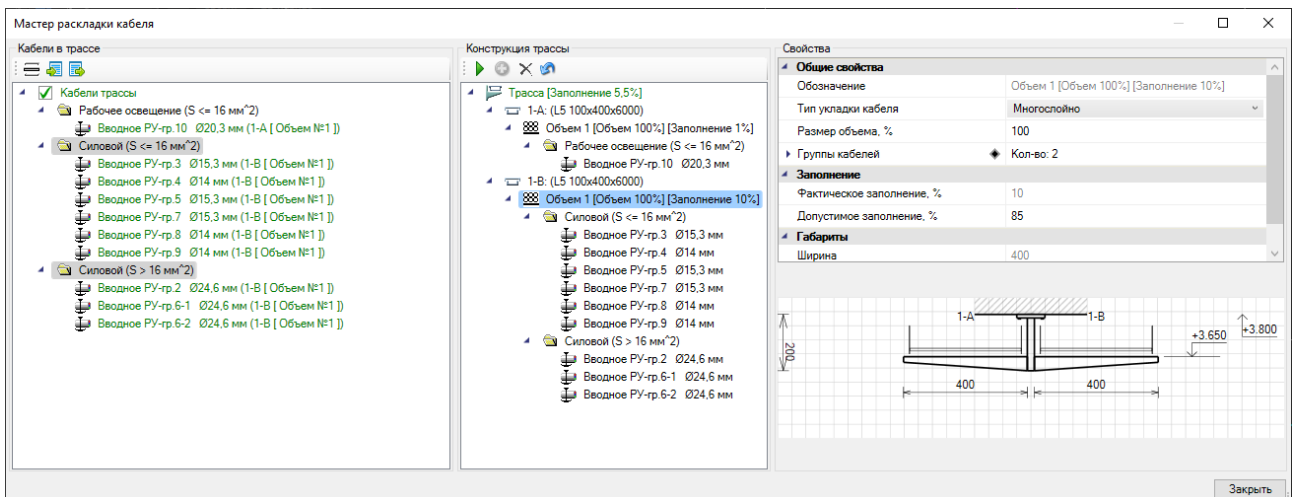 Мастер раскладки кабеля
Кабели в трассе
Кабели трассы
Рабочее освещение (S <= 16 мм^2)
Вводное РУ-гр.10 Ø20,3 мм (1-A [ Объем №1 ])
Силовой (S <= 16 мм^2)
Вводное РУ-гр.3 Ø15,3 мм (1-B [ Объем №1 ])
Вводное РУ-гр.4 Ø14 мм (1-B [ Объем №1 ])
Вводное РУ-гр.5 Ø15,3 мм (1-B [ Объем №1 ])
Вводное РУ-гр.7 Ø15,3 мм (1-B [ Объем №1 ])
Вводное РУ-гр.8 Ø14 мм (1-B [ Объем №1 ])
Вводное РУ-гр.9 Ø14 мм (1-B [ Объем №1 ])
Силовой (S > 16 мм^2)
Вводное РУ-гр.2 Ø24,6 мм (1-B [ Объем №1 ])
Вводное РУ-гр.6-1 Ø24,6 мм (1-B [ Объем №1 ])
Вводное РУ-гр.6-2 Ø24,6 мм (1-B [ Объем №1 ])
Конструкция трассы
Трасса [Заполнение 5,5%]
1-A: (L5 100x400x6000)
Объем 1 [Объем 100%] [Заполнение 1%]
Рабочее освещение (S <= 16 мм^2)
Вводное РУ-гр.10 Ø20,3 мм
1-B: (L5 100x400x6000)
Объем 1 [Объем 100%] [Заполнение 10%]
Силовой (S <= 16 мм^2)
Вводное РУ-гр.3 Ø15,3 мм
Вводное РУ-гр.4 Ø14 мм
Вводное РУ-гр.5 Ø15,3 мм
Вводное РУ-гр.7 Ø15,3 мм
Вводное РУ-гр.8 Ø14 мм
Вводное РУ-гр.9 Ø14 мм
Силовой (S > 16 мм^2)
Вводное РУ-гр.2 Ø24,6 мм
Вводное РУ-гр.6-1 Ø24,6 мм
Вводное РУ-гр.6-2 Ø24,6 мм
Свойства
Общие свойства
Обозначение Объем 1 [Объем 100%] [Заполнение 10%]
Тип укладки кабеля Многослойно
Размер объема, % 100
Группы кабелей Кол-во: 2
Заполнение
Фактическое заполнение, % 10
Допустимое заполнение, % 85
Габариты
Ширина 400
1-A 1-B
+3.650 +3.800
200
400 400
Закрыть